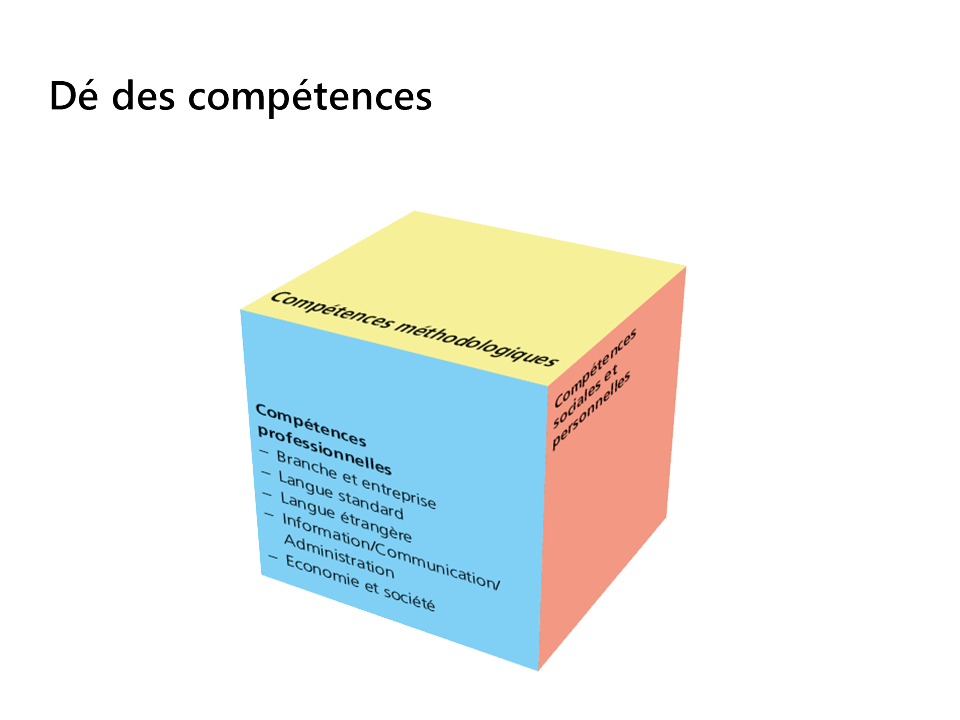 Dé des compétences
Compétences méthodologiques
Compétences
sociales et
personnelles
Compétences
professionnelles
– Branche et entreprise
– Langue standard
– Langue étrangère
– Information/Communication/
Administration
– Economie et société